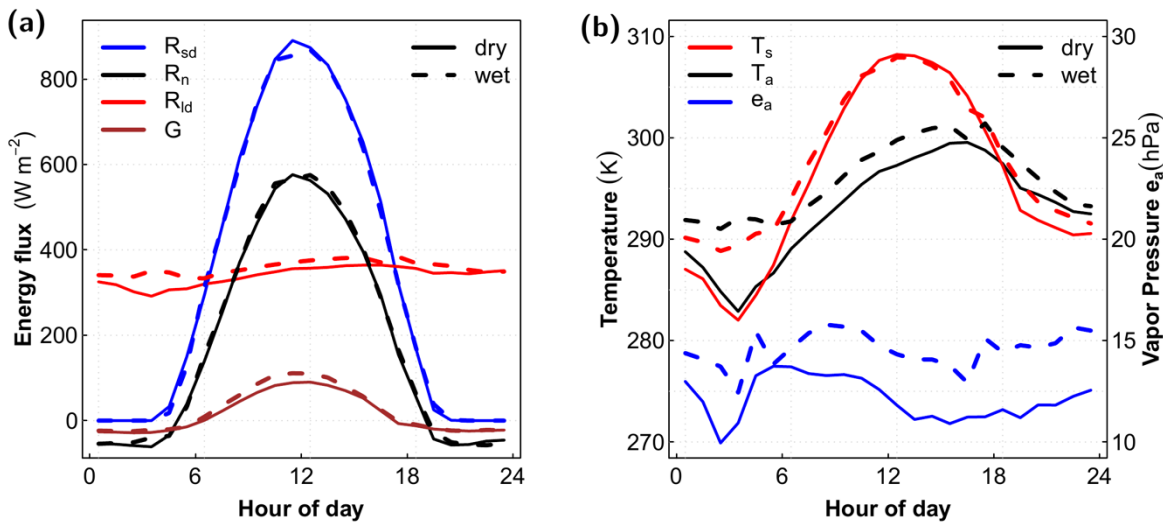 (a)
R_sd
R_n
R_ld
G
dry
wet
Energy flux (W m⁻²)
800
600
400
200
0
0 6 12 18 24
Hour of day
(b)
T_s
T_a
e_a
dry
wet
Temperature (K)
310
300
290
280
270
Vapor Pressure e_a(hPa)
30
25
20
15
10
0 6 12 18 24
Hour of day